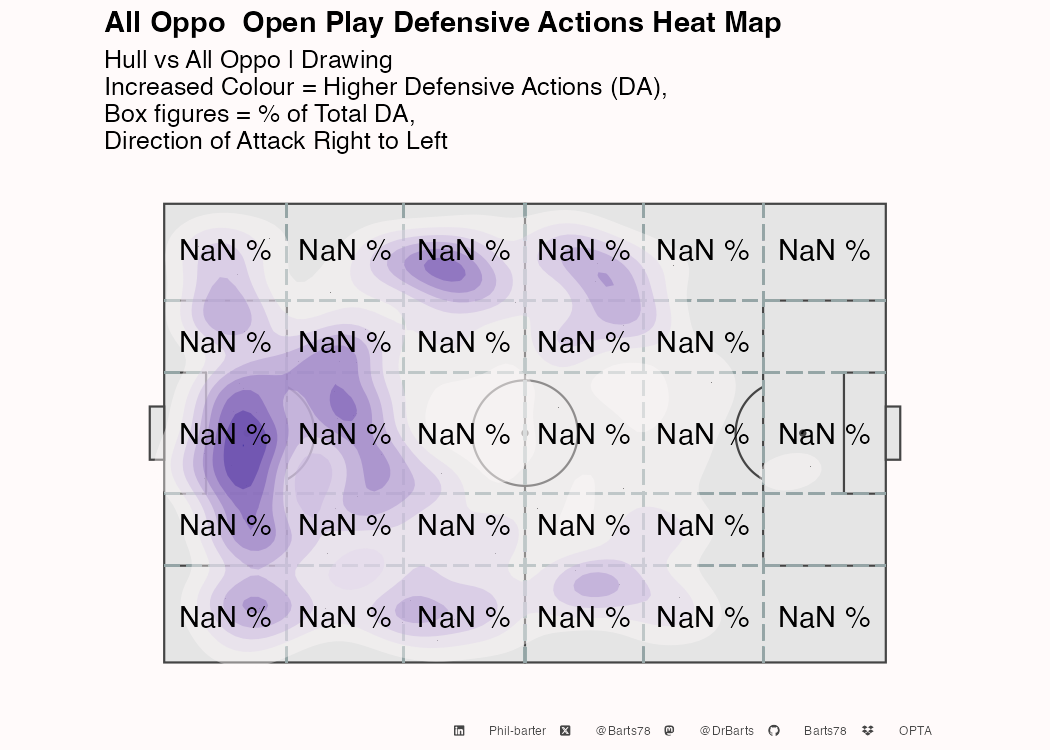 All Oppo  Open Play Defensive Actions Heat Map
Hull vs All Oppo | Drawing
Increased Colour = Higher Defensive Actions (DA),
Box figures = % of Total DA,
Direction of Attack Right to Left
NaN % NaN % NaN % NaN % NaN % NaN %
NaN % NaN % NaN % NaN % NaN %
NaN % NaN % NaN % NaN % NaN % NaN %
NaN % NaN % NaN % NaN % NaN %
NaN % NaN % NaN % NaN % NaN % NaN %
Phil-barter @Barts78 @DrBarts Barts78 OPTA